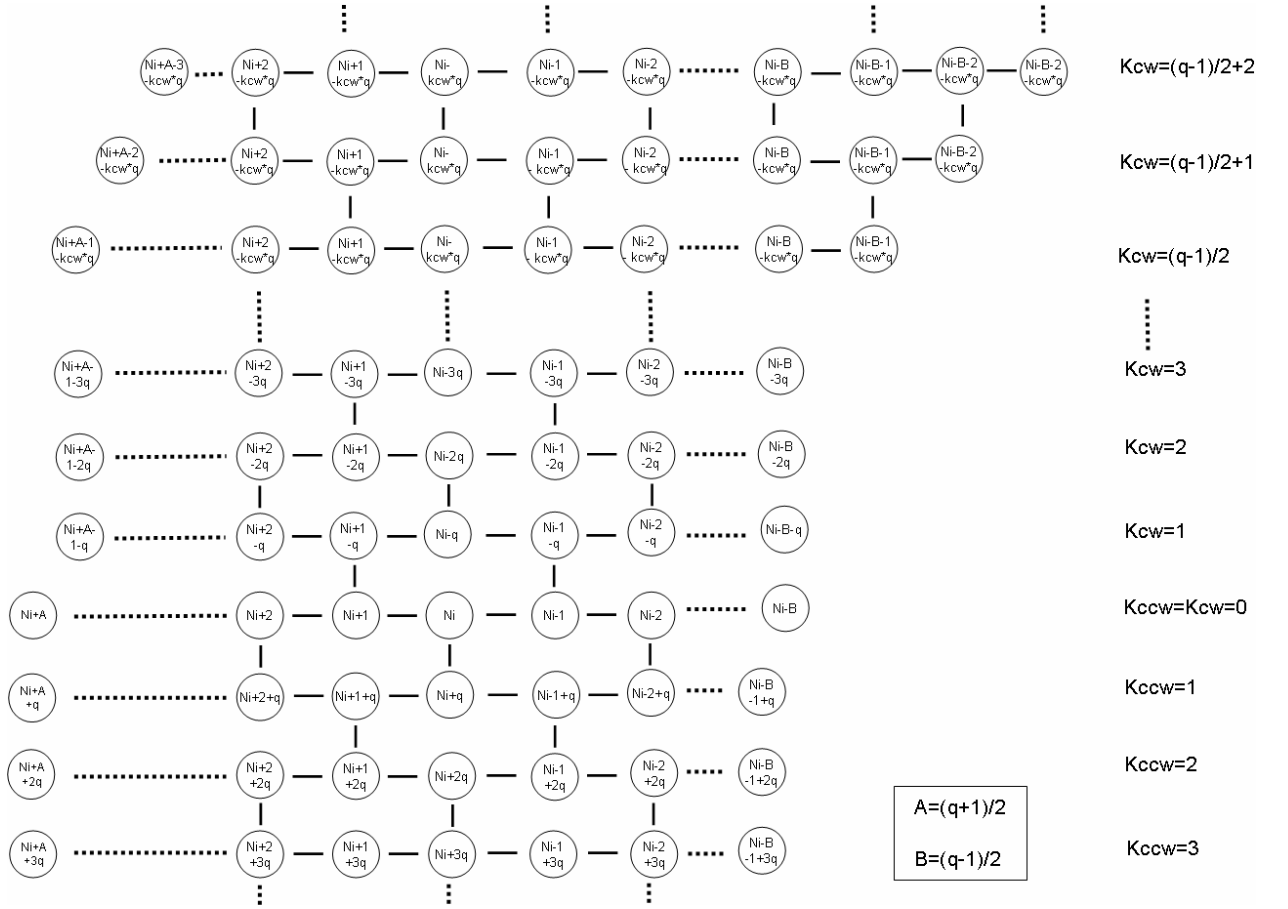 Ni+A-3
-kcw*q
Ni+2
-kcw*q
Ni+1
-kcw*q
Ni-
kcw*q
Ni-1
-kcw*q
Ni-2
-kcw*q
Ni-B
-kcw*q
Ni-B-1
-kcw*q
Ni-B-2
-kcw*q
Ni-B-2
-kcw*q
Kcw=(q-1)/2+2
Ni+A-2
-kcw*q
Ni+2
-kcw*q
Ni+1
-kcw*q
Ni-
kcw*q
Ni-1
- kcw*q
Ni-2
- kcw*q
Ni-B
-kcw*q
Ni-B-1
-kcw*q
Ni-B-2
-kcw*q
Kcw=(q-1)/2+1
Ni+A-1
-kcw*q
Ni+2
-kcw*q
Ni+1
-kcw*q
Ni-
kcw*q
Ni-1
- kcw*q
Ni-2
- kcw*q
Ni-B
-kcw*q
Ni-B-1
-kcw*q
Kcw=(q-1)/2
Ni+A-
1-3q
Ni+2
-3q
Ni+1
-3q
Ni-3q
Ni-1
-3q
Ni-2
-3q
Ni-B
-3q
Kcw=3
Ni+A-
1-2q
Ni+2
-2q
Ni+1
-2q
Ni-2q
Ni-1
-2q
Ni-2
-2q
Ni-B
-2q
Kcw=2
Ni+A-
1-q
Ni+2
-q
Ni+1
-q
Ni-q
Ni-1
-q
Ni-2
-q
Ni-B-q
Kcw=1
Ni+A
Ni+2
Ni+1
Ni
Ni-1
Ni-2
Ni-B
Kccw=Kcw=0
Ni+A
+q
Ni+2+q
Ni+1+q
Ni+q
Ni-1+q
Ni-2+q
Ni-B
-1+q
Kccw=1
Ni+A
+2q
Ni+2
+2q
Ni+1
+2q
Ni+2q
Ni-1
+2q
Ni-2
+2q
Ni-B
-1+2q
Kccw=2
Ni+A
+3q
Ni+2
+3q
Ni+1
+3q
Ni+3q
Ni-1
+3q
Ni-2
+3q
Ni-B
-1+3q
Kccw=3
A=(q+1)/2
B=(q-1)/2